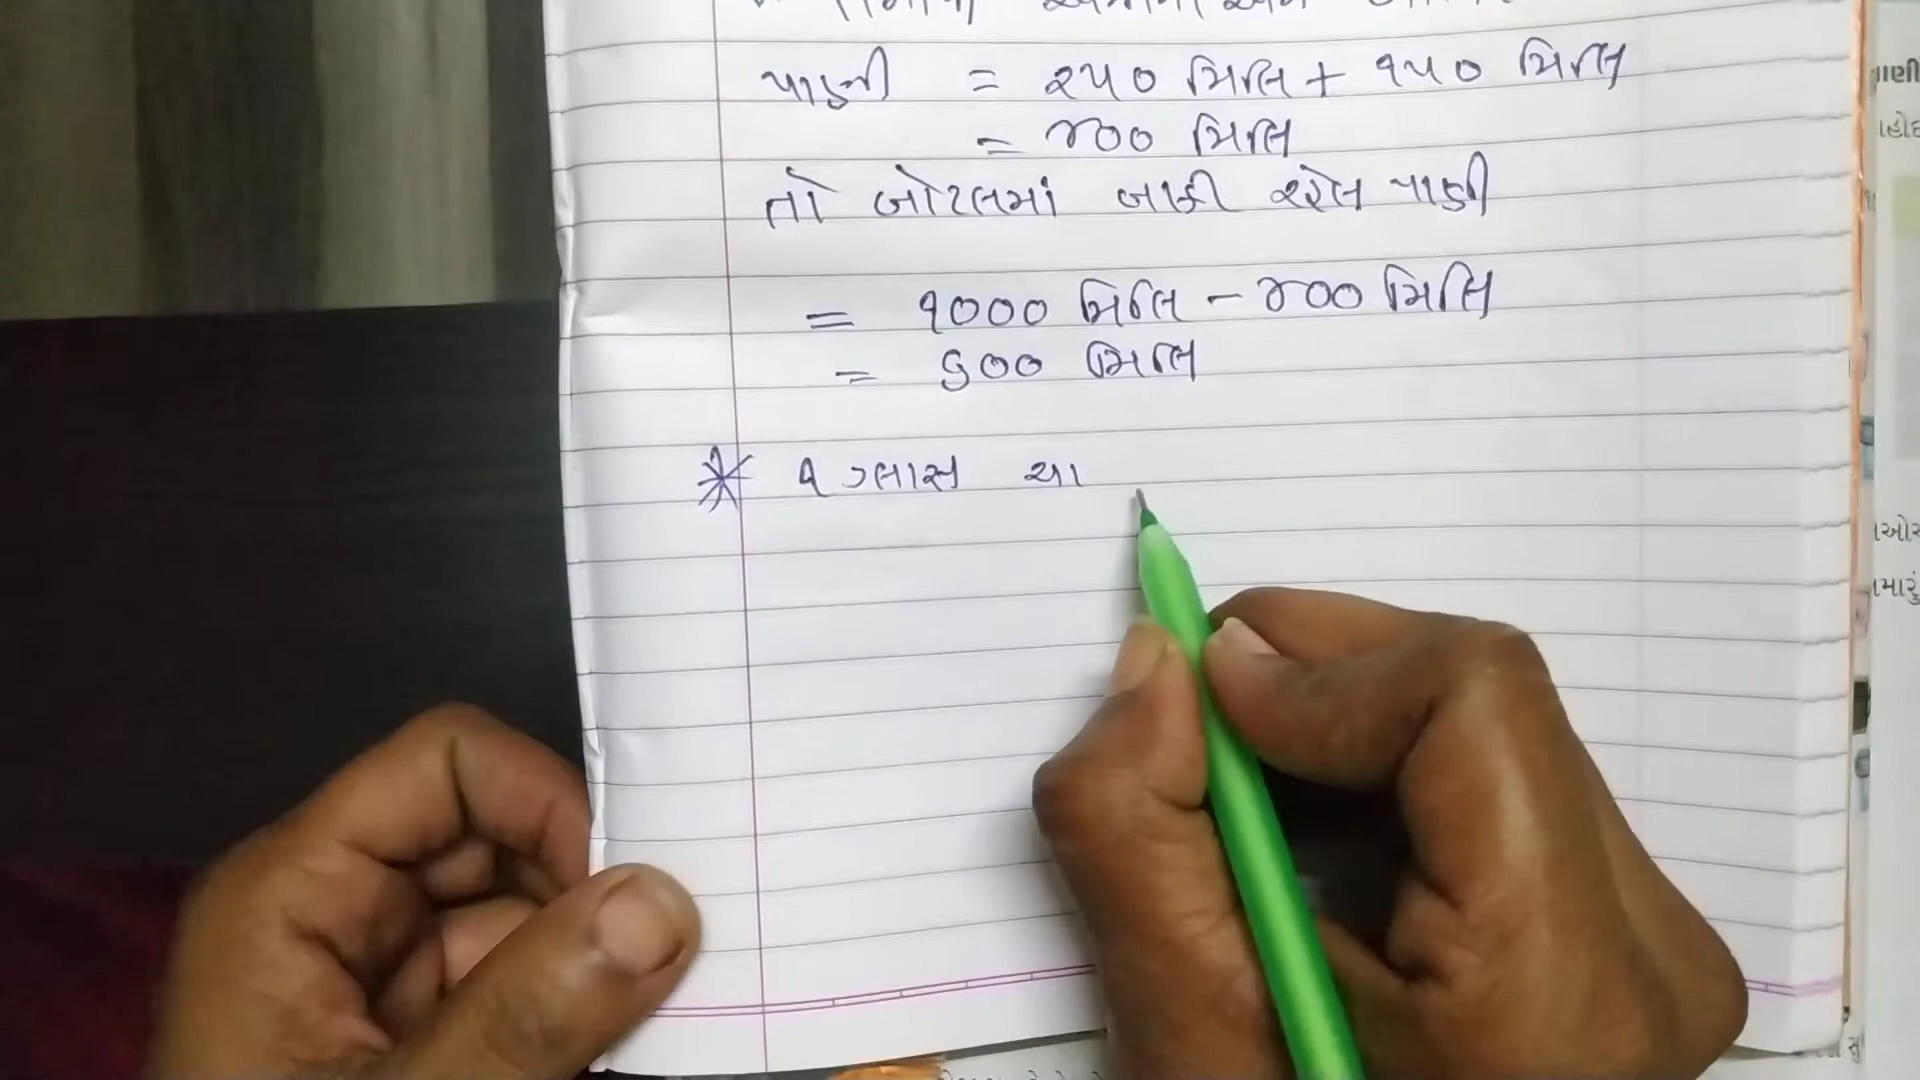 પાણી = ૨૫૦ મિલિ + ૧૫૦ મિલિ
= ૪૦૦ મિલિ
તો બોટલમાં બાકી રહેલ પાણી
= ૧૦૦૦ મિલિ - ૪૦૦ મિલિ
= ૬૦૦ મિલિ
* ૧ ગ્લાસ ચા